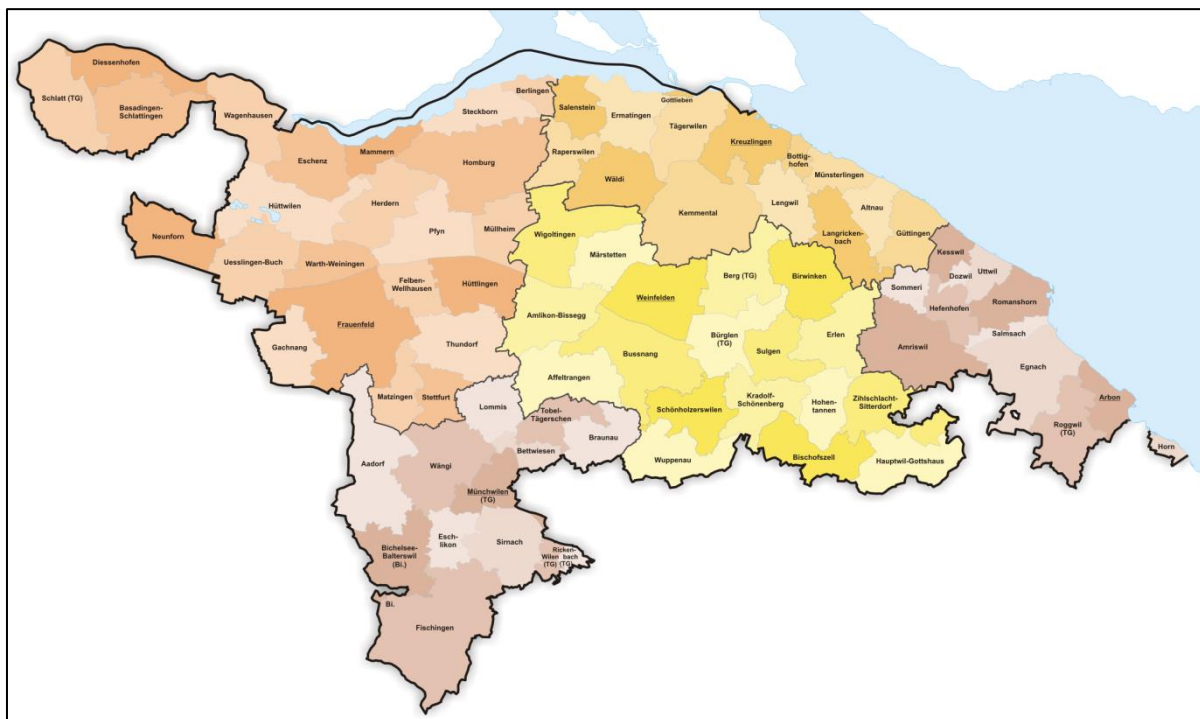 Diessenhofen
Schlatt (TG)
Basadingen-
Schlattingen
Wagenhausen
Berlingen
Steckborn
Salenstein
Ermatingen
Gottlieben
Tägerwilen
Eschenz
Mammern
Homburg
Raperswilen
Kreuzlingen
Bottig-
hofen
Wäldi
Münsterlingen
Hüttwilen
Herdern
Kemmental
Lengwil
Altnau
Neunforn
Pfyn
Müllheim
Wigoltingen
Langricken-
bach
Güttingen
Märstetten
Kesswil
Uesslingen-Buch
Warth-Weiningen
Berg (TG)
Birwinken
Dozwil
Uttwil
Felben-
Wellhausen
Hüttlingen
Sommeri
Weinfelden
Hefenhofen
Romanshorn
Amlikon-Bissegg
Frauenfeld
Bürglen
(TG)
Erlen
Salmsach
Gachnang
Thundorf
Bussnang
Sulgen
Amriswil
Egnach
Affeltrangen
Matzingen
Stettfurt
Lommis
Kradolf-
Schönenberg
Hohen-
tannen
Zihlschlacht-
Sitterdorf
Arbon
Tobel-
Tägerschen
Schönholzerswilen
Roggwil
(TG)
Braunau
Bettwiesen
Horn
Aadorf
Wängi
Wuppenau
Bischofszell
Hauptwil-Gottshaus
Münchwilen
(TG)
Esch-
likon
Sirnach
Bichelsee-
Balterswil
(Bi.)
Wilen
(TG)
Ricken-
bach
(TG)
Bi.
Fischingen